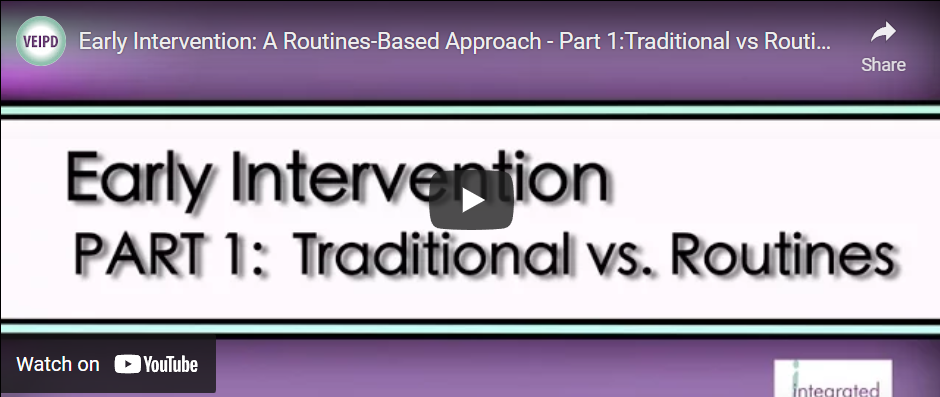 VEIPD
Early Intervention: A Routines-Based Approach - Part 1:Traditional vs Routi...
Share
Early Intervention
PART 1: Traditional vs. Routines
Watch on YouTube
integrated